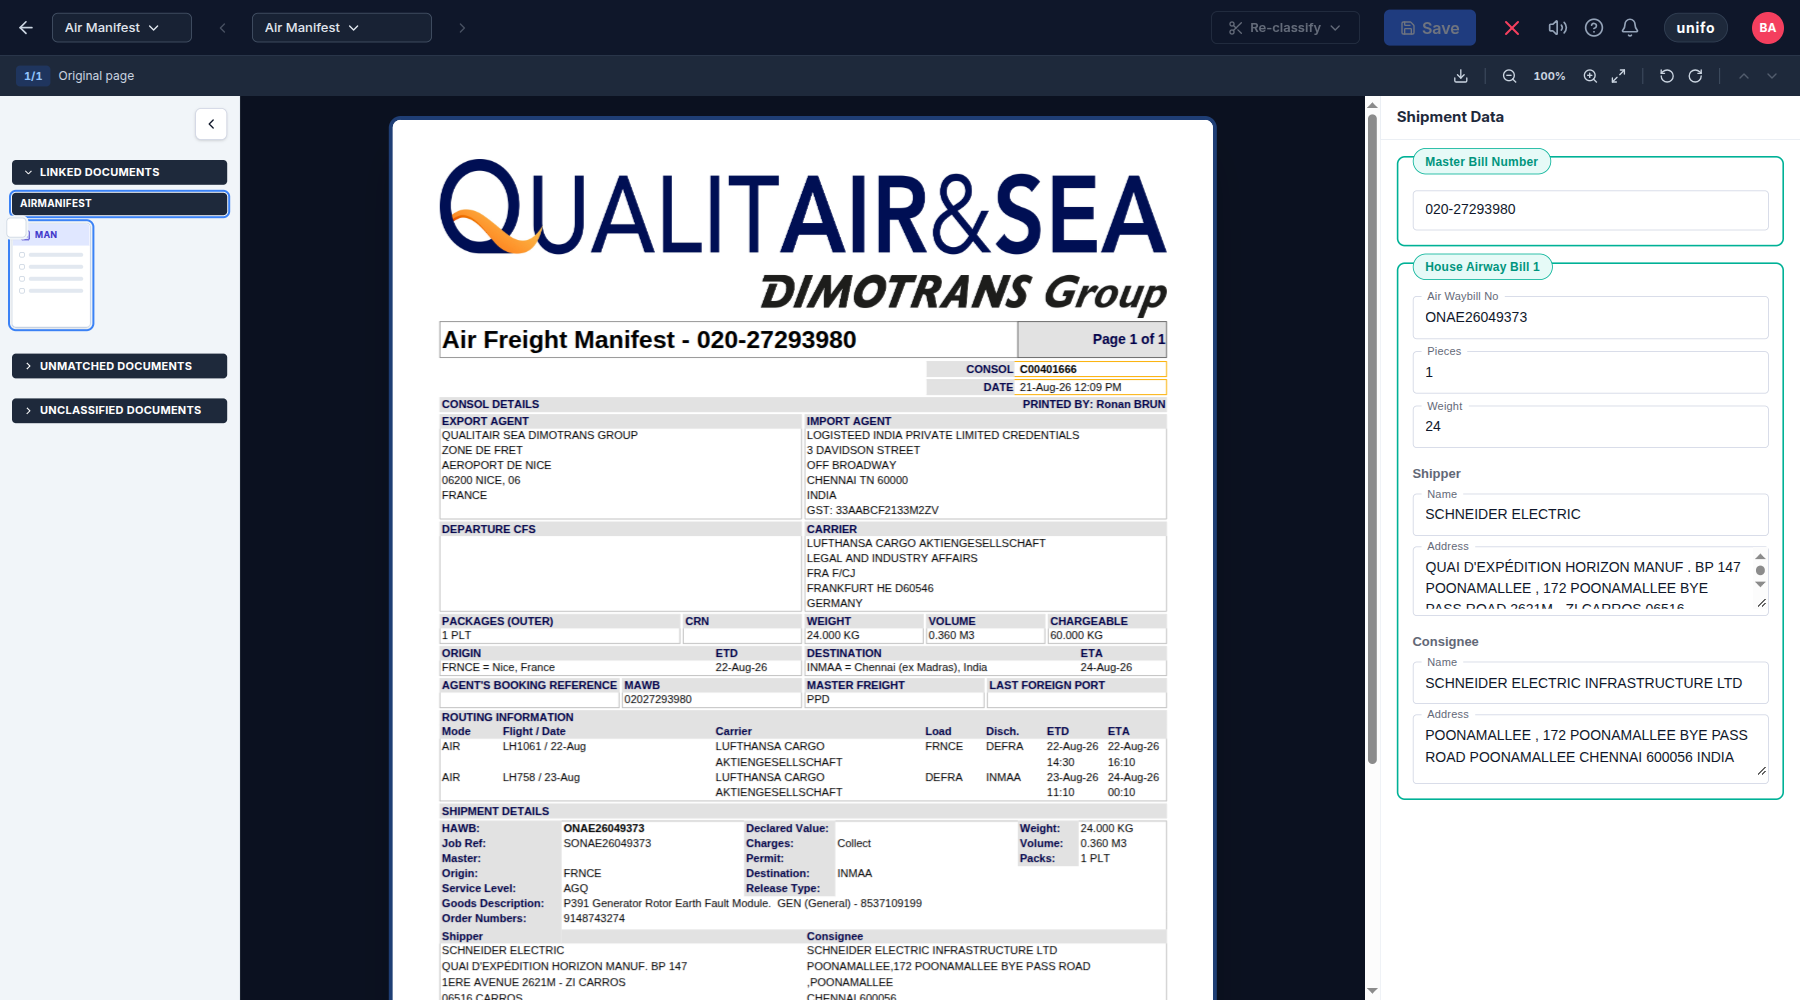 Air Manifest
Air Manifest
Re-classify
Save
unifo
BA
1/1
Original page
100%
LINKED DOCUMENTS
AIRMANIFEST
MAN
UNMATCHED DOCUMENTS
UNCLASSIFIED DOCUMENTS
QUALITAIR&SEA
DIMOTRANS Group
Air Freight Manifest - 020-27293980
Page 1 of 1
CONSOL C00401666
DATE 21-Aug-26 12:09 PM
CONSOL DETAILS PRINTED BY: Ronan BRUN
EXPORT AGENT
QUALITAIR SEA DIMOTRANS GROUP
ZONE DE FRET
AEROPORT DE NICE
06200 NICE, 06
FRANCE
IMPORT AGENT
LOGISTEED INDIA PRIVATE LIMITED CREDENTIALS
3 DAVIDSON STREET
OFF BROADWAY
CHENNAI TN 60000
INDIA
GST: 33AABCF2133M2ZV
DEPARTURE CFS
CARRIER
LUFTHANSA CARGO AKTIENGESELLSCHAFT
LEGAL AND INDUSTRY AFFAIRS
FRA F/CJ
FRANKFURT HE D60546
GERMANY
PACKAGES (OUTER) CRN WEIGHT VOLUME CHARGEABLE
1 PLT 24.000 KG 0.360 M3 60.000 KG
ORIGIN ETD DESTINATION ETA
FRNCE = Nice, France 22-Aug-26 INMAA = Chennai (ex Madras), India 24-Aug-26
AGENT'S BOOKING REFERENCE MAWB MASTER FREIGHT LAST FOREIGN PORT
02027293980 PPD
ROUTING INFORMATION
Mode Flight / Date Carrier Load Disch. ETD ETA
AIR LH1061 / 22-Aug LUFTHANSA CARGO FRNCE DEFRA 22-Aug-26 22-Aug-26
AKTIENGESELLSCHAFT 14:30 16:10
AIR LH758 / 23-Aug LUFTHANSA CARGO DEFRA INMAA 23-Aug-26 24-Aug-26
AKTIENGESELLSCHAFT 11:10 00:10
SHIPMENT DETAILS
HAWB: ONAE26049373 Declared Value: Weight: 24.000 KG
Job Ref: SONAE26049373 Charges: Collect Volume: 0.360 M3
Master: Permit: Packs: 1 PLT
Origin: FRNCE Destination: INMAA
Service Level: AGQ Release Type:
Goods Description: P391 Generator Rotor Earth Fault Module. GEN (General) - 8537109199
Order Numbers: 9148743274
Shipper
SCHNEIDER ELECTRIC
QUAI D'EXPÉDITION HORIZON MANUF. BP 147
1ERE AVENUE 2621M - ZI CARROS
06516 CARROS
Consignee
SCHNEIDER ELECTRIC INFRASTRUCTURE LTD
POONAMALLEE,172 POONAMALLEE BYE PASS ROAD
,POONAMALLEE
CHENNAI 600056
Shipment Data
Master Bill Number
020-27293980
House Airway Bill 1
Air Waybill No
ONAE26049373
Pieces
1
Weight
24
Shipper
Name
SCHNEIDER ELECTRIC
Address
QUAI D'EXPÉDITION HORIZON MANUF . BP 147
POONAMALLEE , 172 POONAMALLEE BYE
PASS ROAD 2621M - ZI CARROS 06516
Consignee
Name
SCHNEIDER ELECTRIC INFRASTRUCTURE LTD
Address
POONAMALLEE , 172 POONAMALLEE BYE PASS
ROAD POONAMALLEE CHENNAI 600056 INDIA